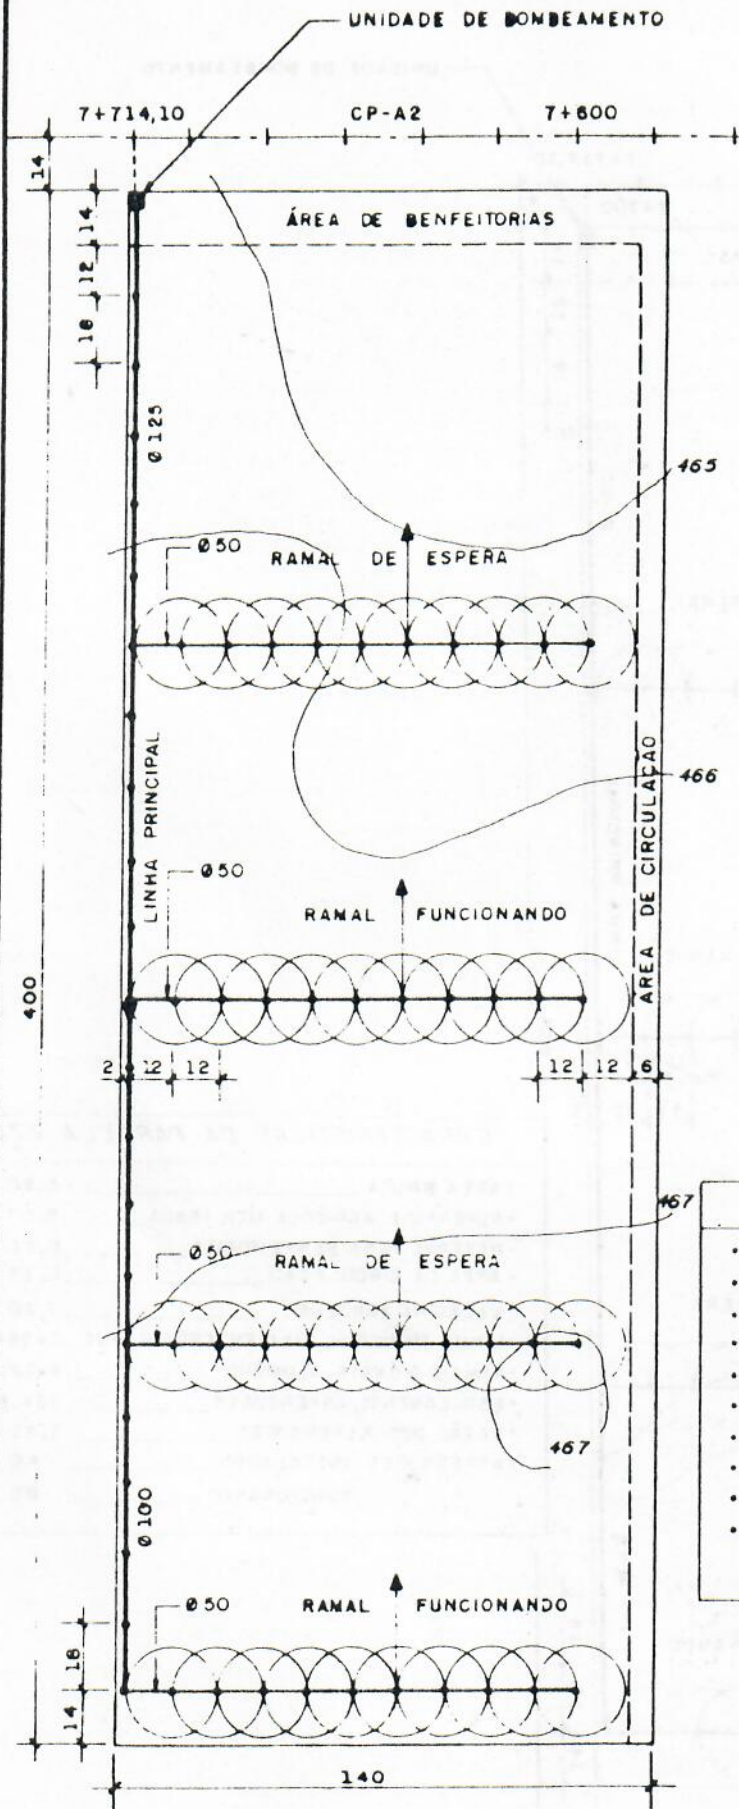 UNIDADE DE BOMBEAMENTO
7+714,10 CP-A2 7+600
14
14
ÁREA DE BENFEITORIAS
12
18
Ø 125
465
Ø50
RAMAL DE ESPERA
LINHA PRINCIPAL
466
ÁREA DE CIRCULAÇÃO
Ø50
RAMAL FUNCIONANDO
400
2 12 12 12 12 6
467
Ø50
RAMAL DE ESPERA
467
Ø 100
Ø 50
RAMAL FUNCIONANDO
18
14
140